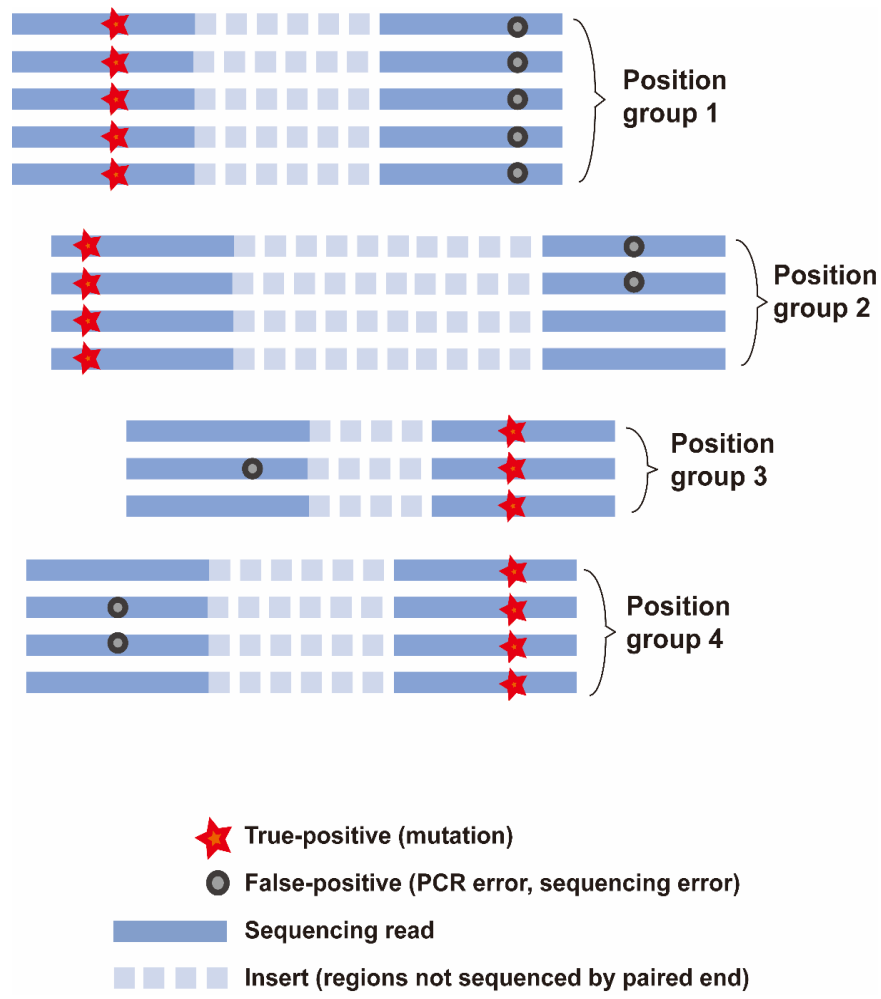 Position
group 1
Position
group 2
Position
group 3
Position
group 4
True-positive (mutation)
False-positive (PCR error, sequencing error)
Sequencing read
Insert (regions not sequenced by paired end)